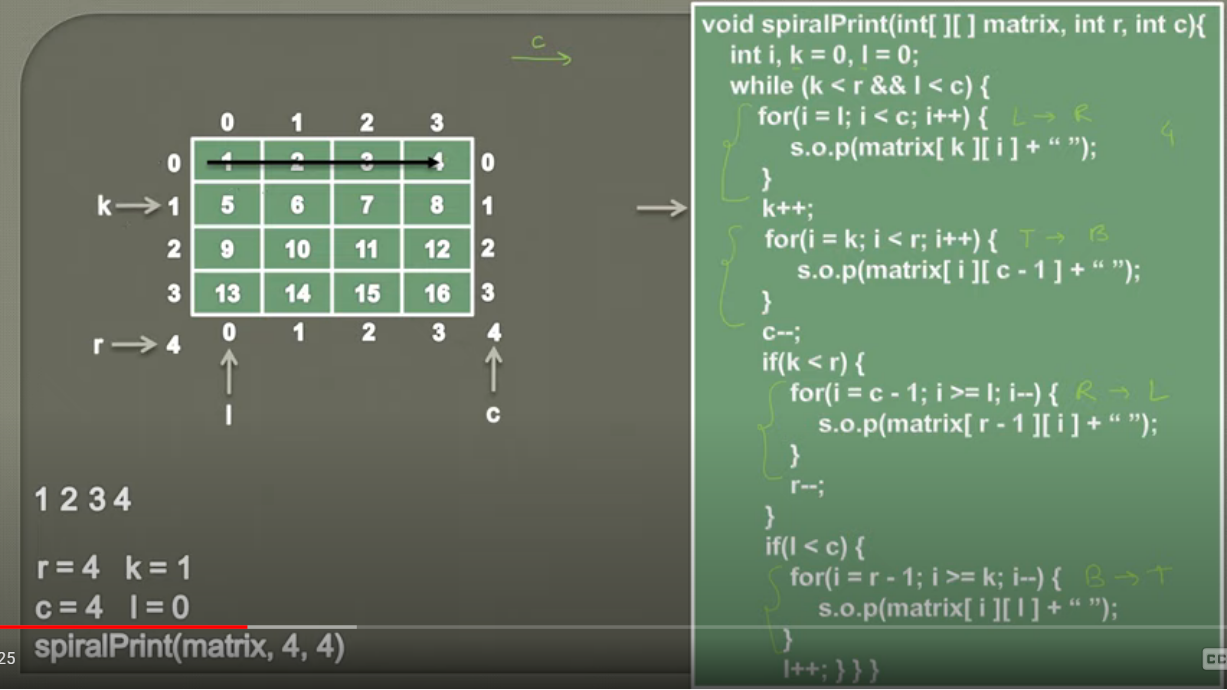 c
0 1 2 3
0 1 2 3 4 0
k 1 5 6 7 8 1
2 9 10 11 12 2
3 13 14 15 16 3
r 4 0 1 2 3 4
l c
1 2 3 4
r = 4 k = 1
c = 4 l = 0
spiralPrint(matrix, 4, 4)
25
void spiralPrint(int[ ][ ] matrix, int r, int c){
int i, k = 0, l = 0;
while (k < r && l < c) {
for(i = l; i < c; i++) { L → R
4
s.o.p(matrix[ k ][ i ] + “ ”);
}
k++;
for(i = k; i < r; i++) { T → B
s.o.p(matrix[ i ][ c - 1 ] + “ ”);
}
c--;
if(k < r) {
for(i = c - 1; i >= l; i--) { R → L
s.o.p(matrix[ r - 1 ][ i ] + “ ”);
}
r--;
}
if(l < c) {
for(i = r - 1; i >= k; i--) { B → T
s.o.p(matrix[ i ][ l ] + “ ”);
}
l++; } } }
CC